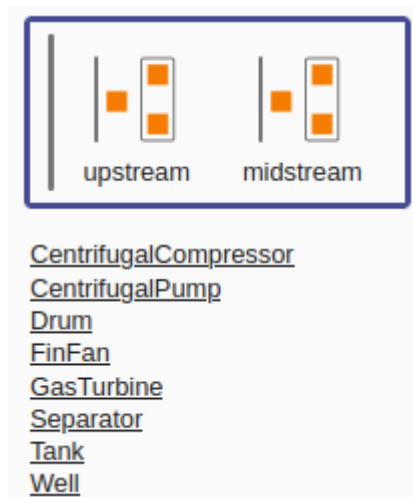 upstream midstream
CentrifugalCompressor
CentrifugalPump
Drum
FinFan
GasTurbine
Separator
Tank
Well